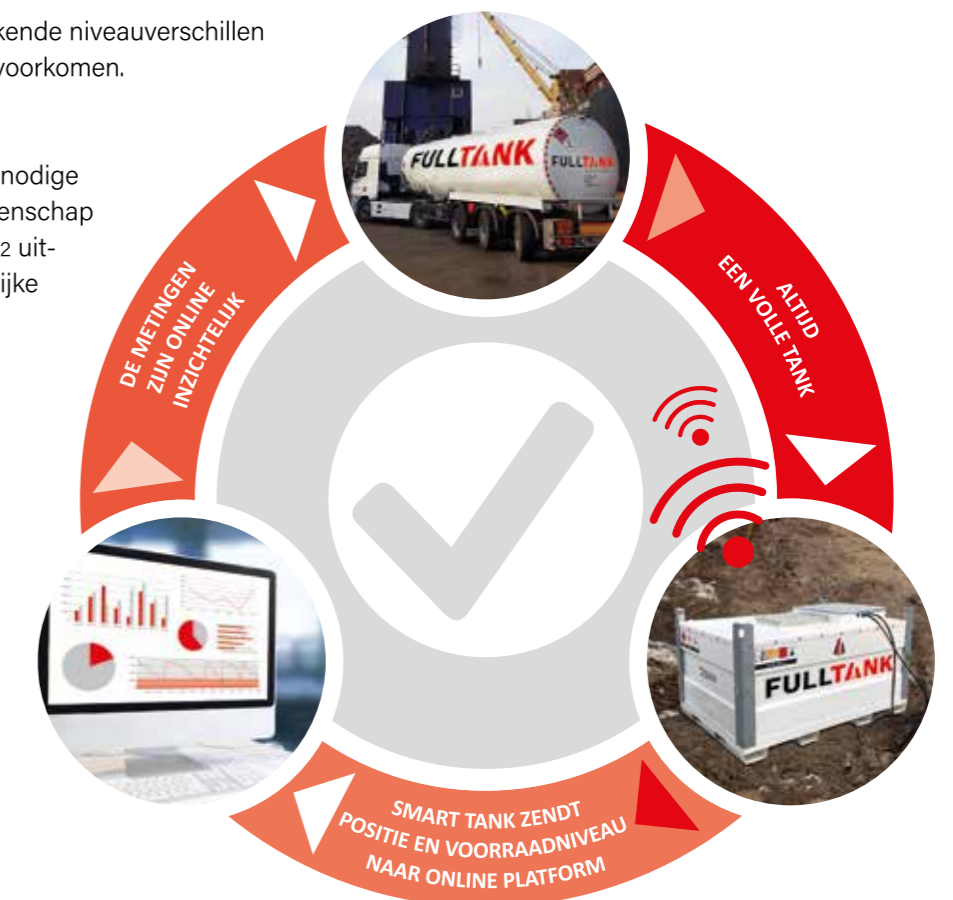 kende niveauverschillen
voorkomen.
nodige
enschap
2 uit-
ijke
FULLTANK
FULLTANK
DE METINGEN
ZIJN ONLINE
INZICHTELIJK
ALTIJD
EEN VOLLE TANK
FULLTANK
SMART TANK ZENDT
POSITIE EN VOORRAADNIVEAU
NAAR ONLINE PLATFORM